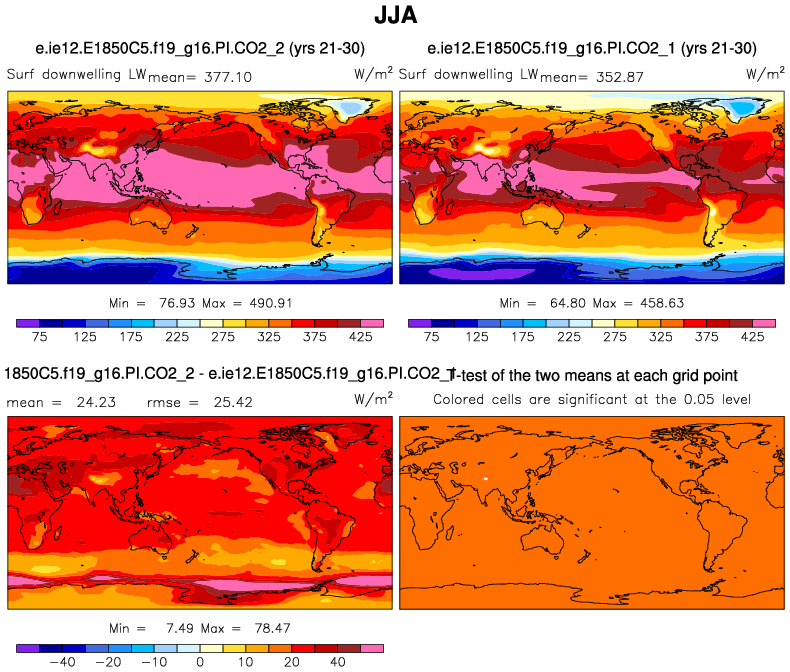 JJA
e.ie12.E1850C5.f19_g16.PI.CO2_2 (yrs 21-30)
Surf downwelling LW mean= 377.10 W/m²
Min = 76.93 Max = 490.91
75 125 175 225 275 325 375 425
e.ie12.E1850C5.f19_g16.PI.CO2_1 (yrs 21-30)
Surf downwelling LW mean= 352.87 W/m²
Min = 64.80 Max = 458.63
75 125 175 225 275 325 375 425
1850C5.f19_g16.PI.CO2_2 - e.ie12.E1850C5.f19_g16.PI.CO2_1
mean = 24.23 rmse = 25.42 W/m²
Min = 7.49 Max = 78.47
−40 −20 −10 0 10 20 40
T-test of the two means at each grid point
Colored cells are significant at the 0.05 level